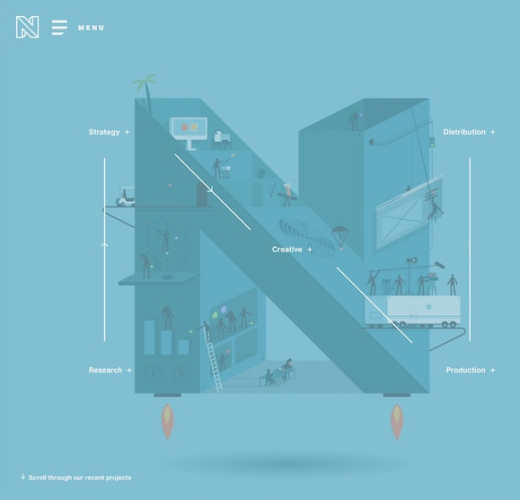 N
MENU
Strategy +
Distribution +
Creative +
Research +
Production +
Scroll through our recent projects